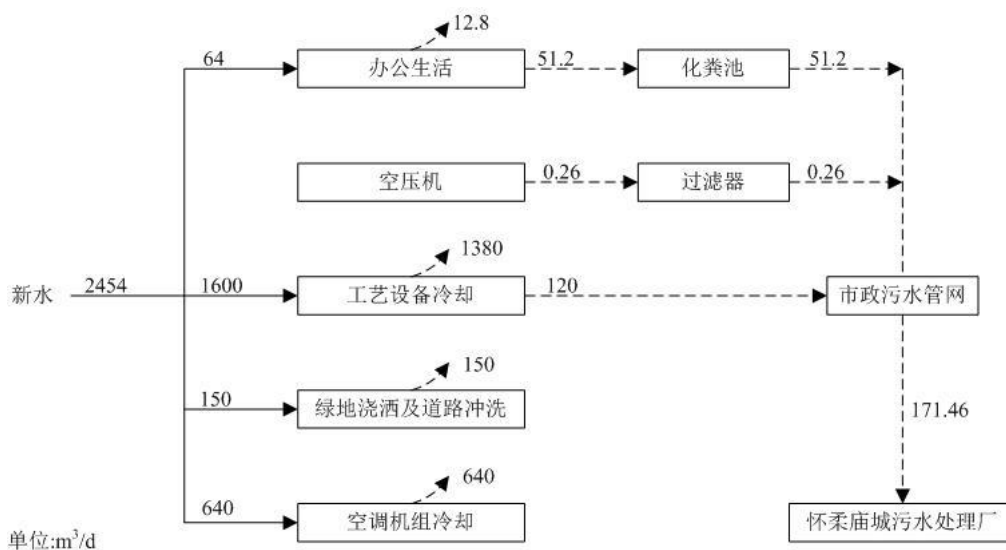 12.8
64
办公生活
51.2
化粪池
51.2
空压机
0.26
过滤器
0.26
1380
新水
2454
1600
工艺设备冷却
120
市政污水管网
150
150
绿地浇洒及道路冲洗
171.46
640
640
空调机组冷却
怀柔庙城污水处理厂
单位:m³/d